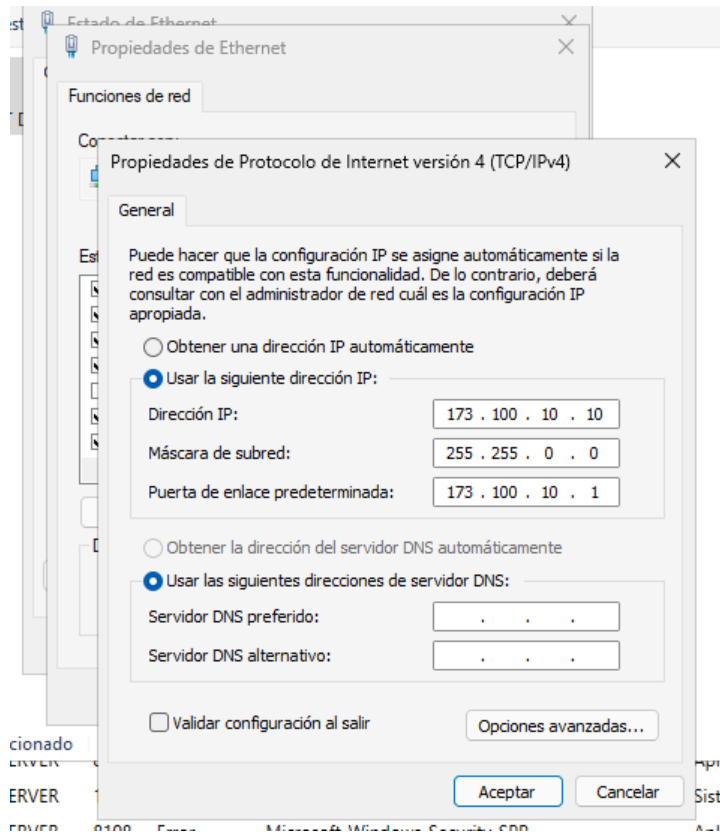 Estado de Ethernet
Propiedades de Ethernet
Funciones de red
Propiedades de Protocolo de Internet versión 4 (TCP/IPv4)
General
Puede hacer que la configuración IP se asigne automáticamente si la
red es compatible con esta funcionalidad. De lo contrario, deberá
consultar con el administrador de red cuál es la configuración IP
apropiada.
Obtener una dirección IP automáticamente
Usar la siguiente dirección IP:
Dirección IP: 173 . 100 . 10 . 10
Máscara de subred: 255 . 255 . 0 . 0
Puerta de enlace predeterminada: 173 . 100 . 10 . 1
Obtener la dirección del servidor DNS automáticamente
Usar las siguientes direcciones de servidor DNS:
Servidor DNS preferido: . . .
Servidor DNS alternativo: . . .
Validar configuración al salir
Opciones avanzadas...
Aceptar Cancelar
cionado
ERVER
8198 Error Microsoft-Windows-Security-SPP